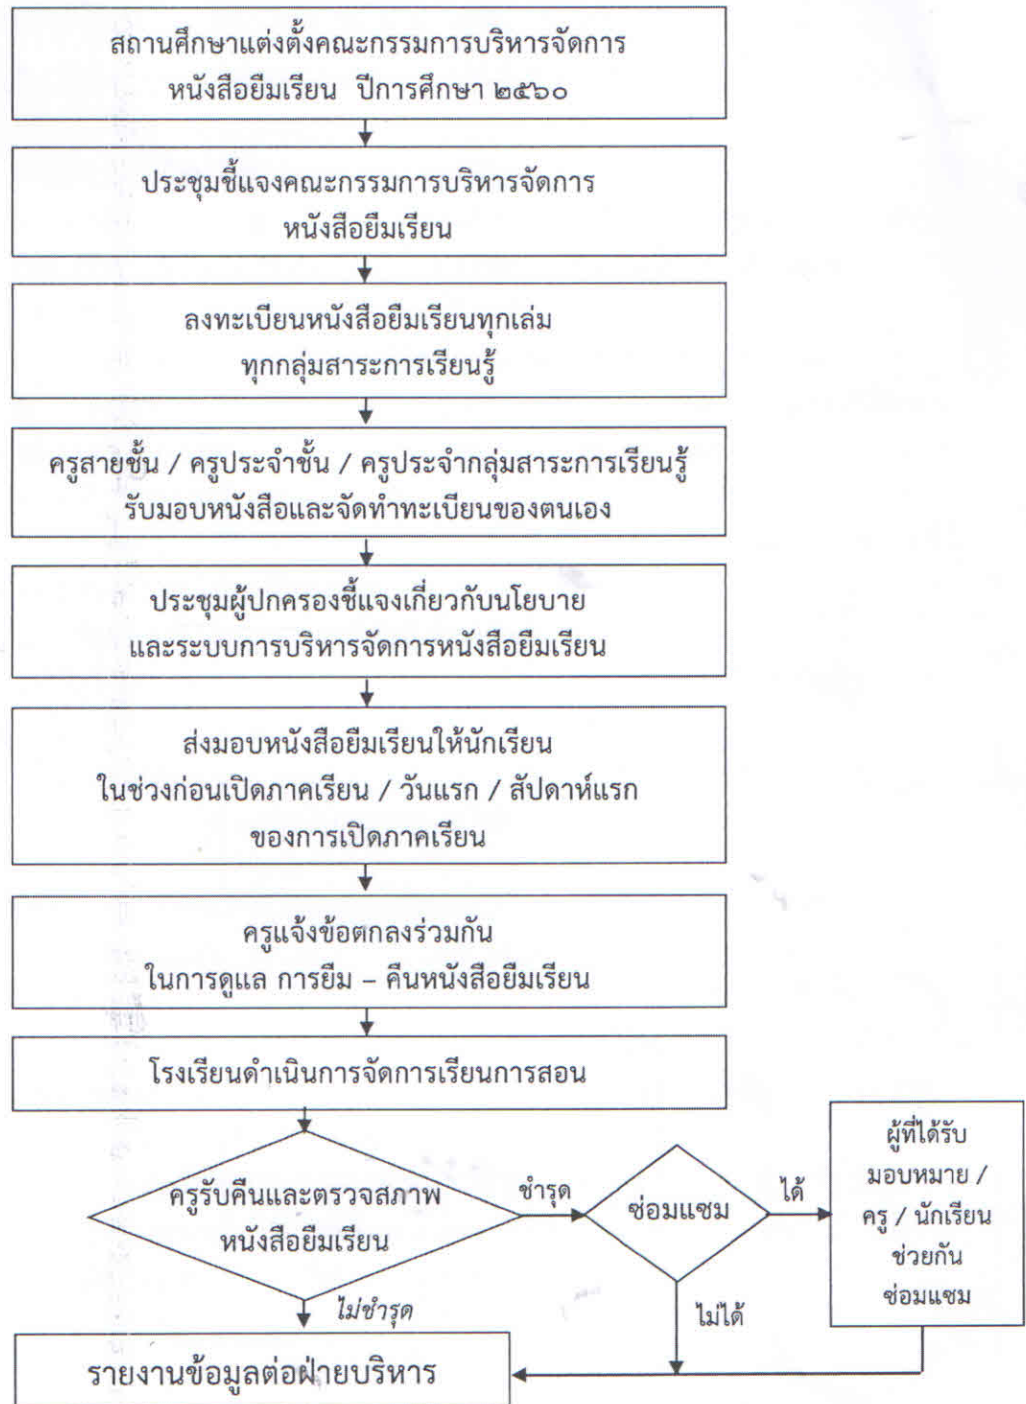 สถานศึกษาแต่งตั้งคณะกรรมการบริหารจัดการ
หนังสือยืมเรียน ปีการศึกษา ๒๕๖๐
ประชุมชี้แจงคณะกรรมการบริหารจัดการ
หนังสือยืมเรียน
ลงทะเบียนหนังสือยืมเรียนทุกเล่ม
ทุกกลุ่มสาระการเรียนรู้
ครูสายชั้น / ครูประจำชั้น / ครูประจำกลุ่มสาระการเรียนรู้
รับมอบหนังสือและจัดทำทะเบียนของตนเอง
ประชุมผู้ปกครองชี้แจงเกี่ยวกับนโยบาย
และระบบการบริหารจัดการหนังสือยืมเรียน
ส่งมอบหนังสือยืมเรียนให้นักเรียน
ในช่วงก่อนเปิดภาคเรียน / วันแรก / สัปดาห์แรก
ของการเปิดภาคเรียน
ครูแจ้งข้อตกลงร่วมกัน
ในการดูแล การยืม – คืนหนังสือยืมเรียน
โรงเรียนดำเนินการจัดการเรียนการสอน
ครูรับคืนและตรวจสภาพ
หนังสือยืมเรียน
ชำรุด
ซ่อมแซม
ได้
ผู้ที่ได้รับ
มอบหมาย /
ครู / นักเรียน
ช่วยกัน
ซ่อมแซม
ไม่ชำรุด
ไม่ได้
รายงานข้อมูลต่อฝ่ายบริหาร